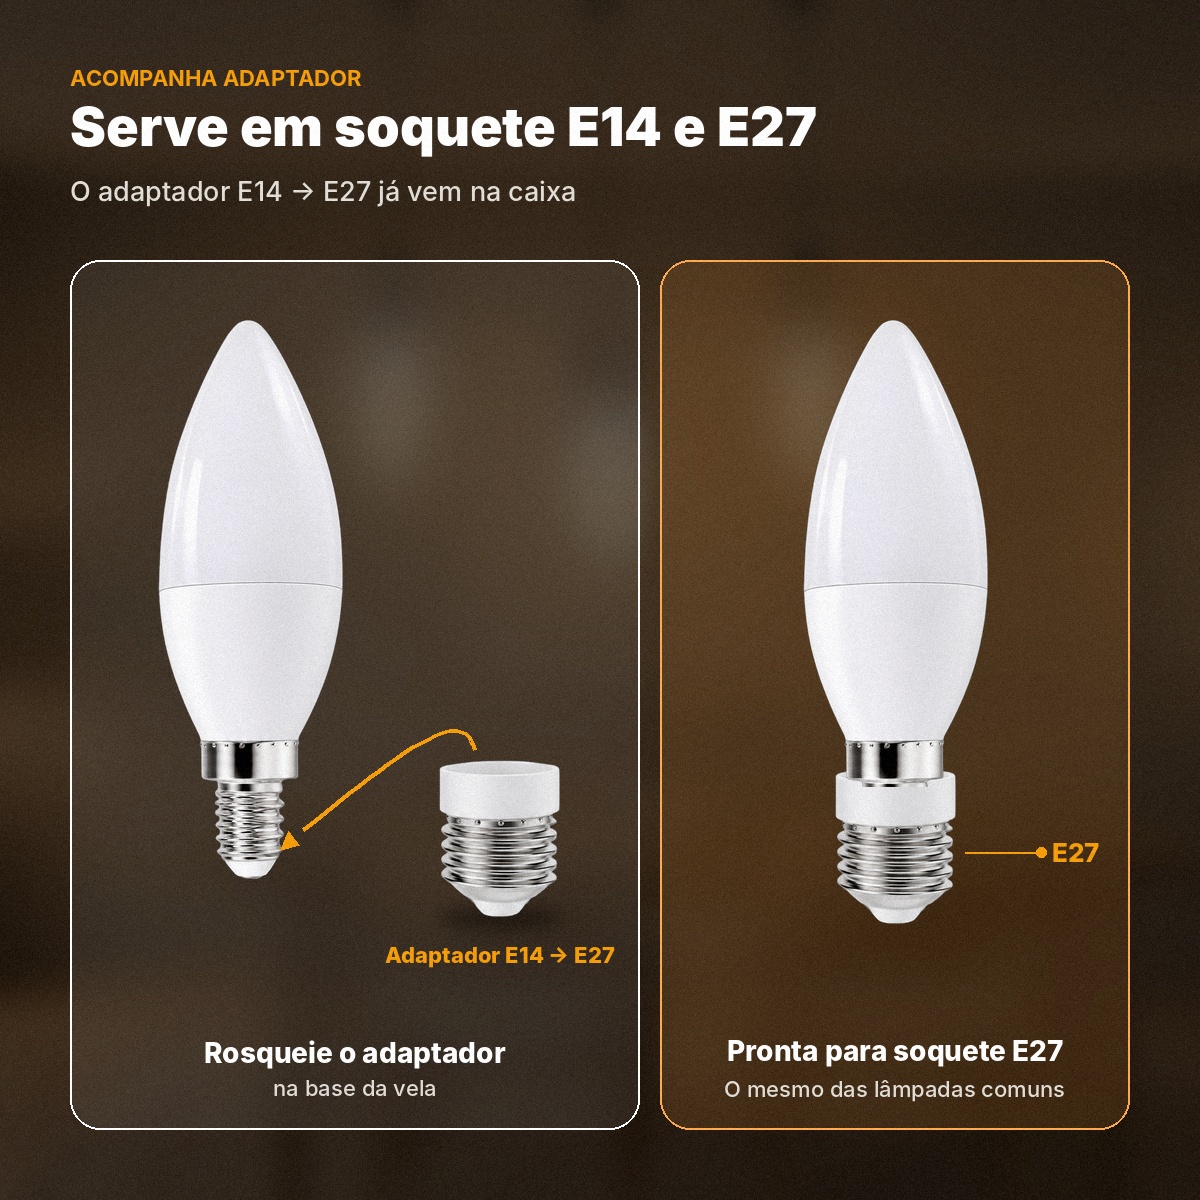 ACOMPANHA ADAPTADOR
Serve em soquete E14 e E27
O adaptador E14 → E27 já vem na caixa
E27
Adaptador E14 → E27
Rosqueie o adaptador
na base da vela
Pronta para soquete E27
O mesmo das lâmpadas comuns